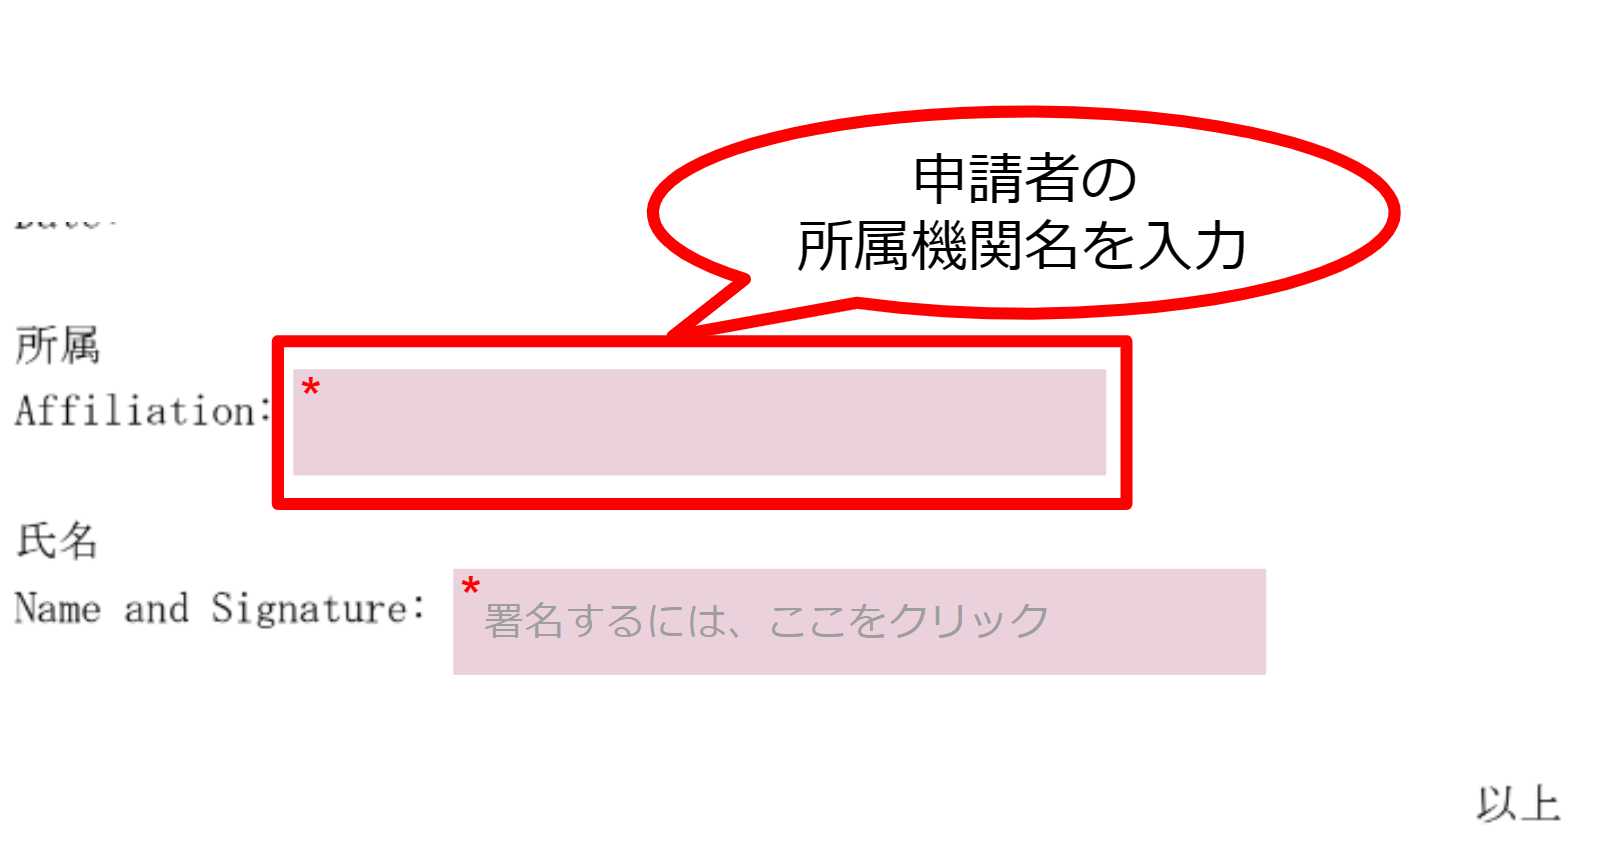 申請者の
所属機関名を入力
所属
Affiliation:
*
氏名
Name and Signature:
*
署名するには、ここをクリック
以上